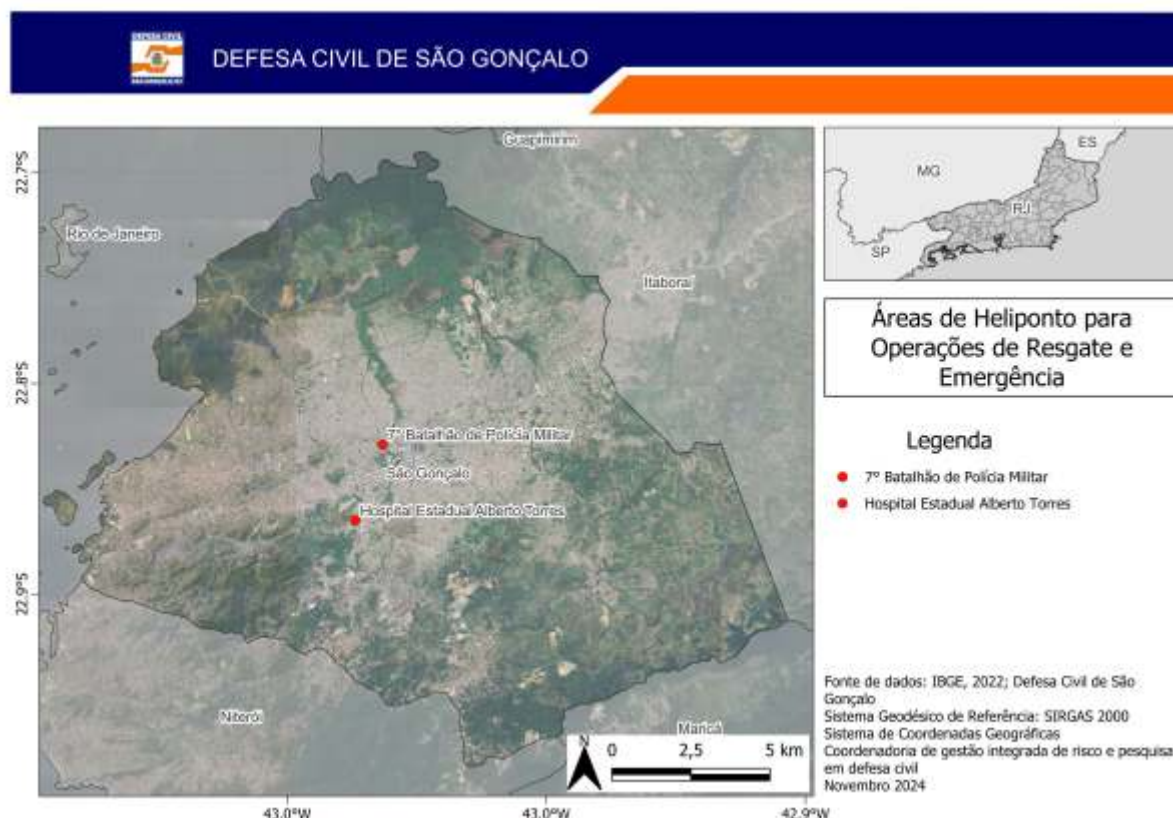 DEFESA CIVIL
DEFESA CIVIL DE SÃO GONÇALO
Guapimirim
22.7°S
Rio de Janeiro
Itaboraí
22.8°S
7° Batalhão de Polícia Militar
São Gonçalo
Hospital Estadual Alberto Torres
22.9°S
Niterói
Maricá
N
0 2,5 5 km
43.0°W
43.0°W
42.9°W
MG
ES
RJ
SP
Áreas de Heliponto para
Operações de Resgate e
Emergência
Legenda
7º Batalhão de Polícia Militar
Hospital Estadual Alberto Torres
Fonte de dados: IBGE, 2022; Defesa Civil de São
Gonçalo
Sistema Geodésico de Referência: SIRGAS 2000
Sistema de Coordenadas Geográficas
Coordenadoria de gestão integrada de risco e pesquisa
em defesa civil
Novembro 2024